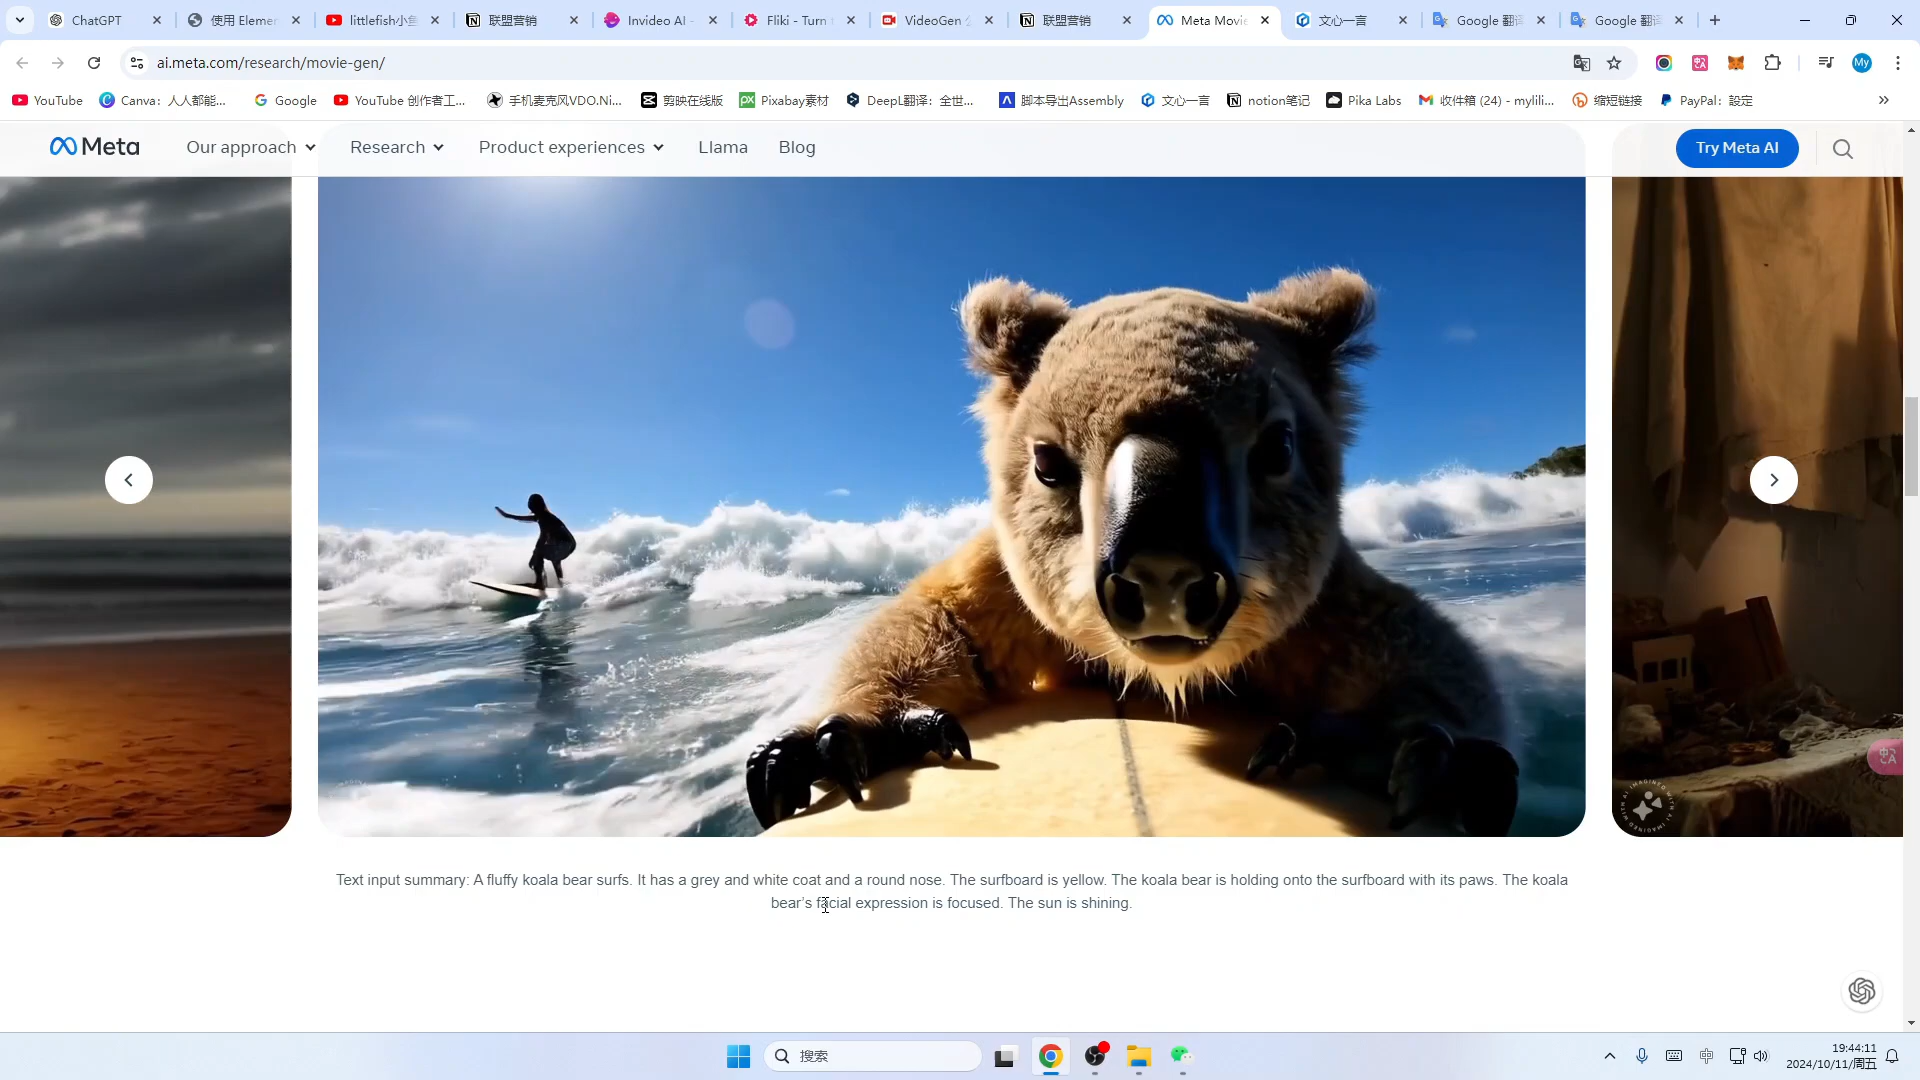 ChatGPT
使用 Elemen
littlefish小鱼
联盟营销
Invideo AI -
Fliki - Turn t
VideoGen 公
联盟营销
Meta Movie
文心一言
Google 翻译
Google 翻译
ai.meta.com/research/movie-gen/
My
YouTube
Canva：人人都能...
Google
YouTube 创作者工...
手机麦克风VDO.Ni...
剪映在线版
Pixabay素材
DeepL翻译：全世...
脚本导出Assembly
文心一言
notion笔记
Pika Labs
收件箱 (24) - mylili...
缩短链接
PayPal：設定
Meta
Our approach
Research
Product experiences
Llama
Blog
Try Meta AI
Text input summary: A fluffy koala bear surfs. It has a grey and white coat and a round nose. The surfboard is yellow. The koala bear is holding onto the surfboard with its paws. The koala
bear’s facial expression is focused. The sun is shining.
搜索
中
19:44:11
2024/10/11/周五